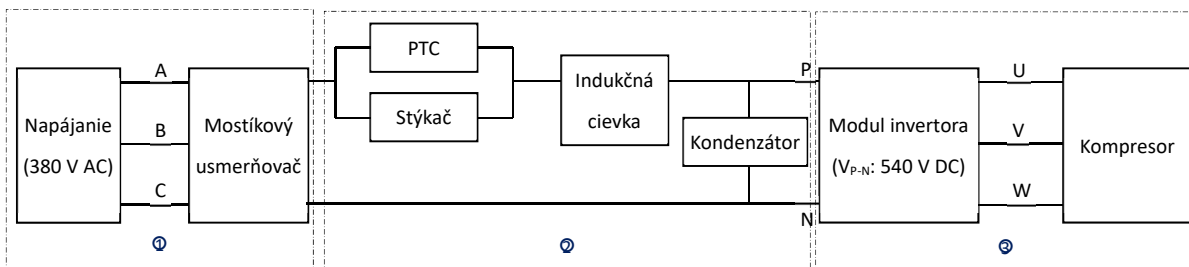 Napájanie
(380 V AC)
A
B
C
Mostíkový
usmerňovač
①
PTC
Stýkač
Indukčná
cievka
Kondenzátor
P
N
②
Modul invertora
(VP-N: 540 V DC)
U
V
W
Kompresor
③